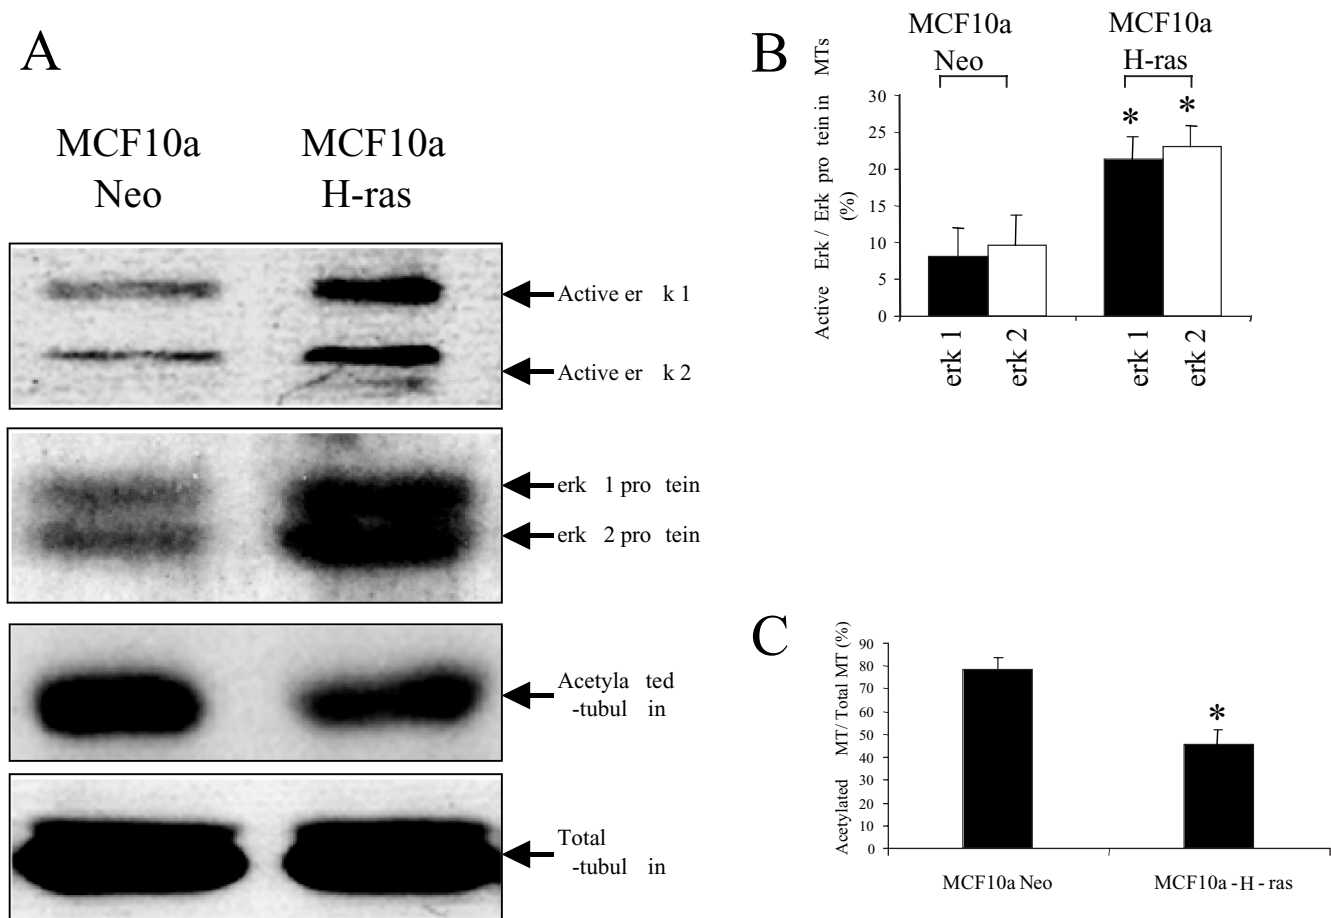 A
MCF10a
Neo
MCF10a
H-ras
Active er k 1
Active er k 2
erk 1 pro tein
erk 2 pro tein
Acetyla ted
-tubul in
Total
-tubul in
B
MCF10a
Neo
MCF10a
H-ras
Active Erk / Erk pro tein in MTs
(%)
30
25
20
15
10
5
0
*
*
erk 1
erk 2
erk 1
erk 2
C
Acetylated MT/ Total MT (%)
90
80
70
60
50
40
30
20
10
0
*
MCF10a Neo
MCF10a - H - ras